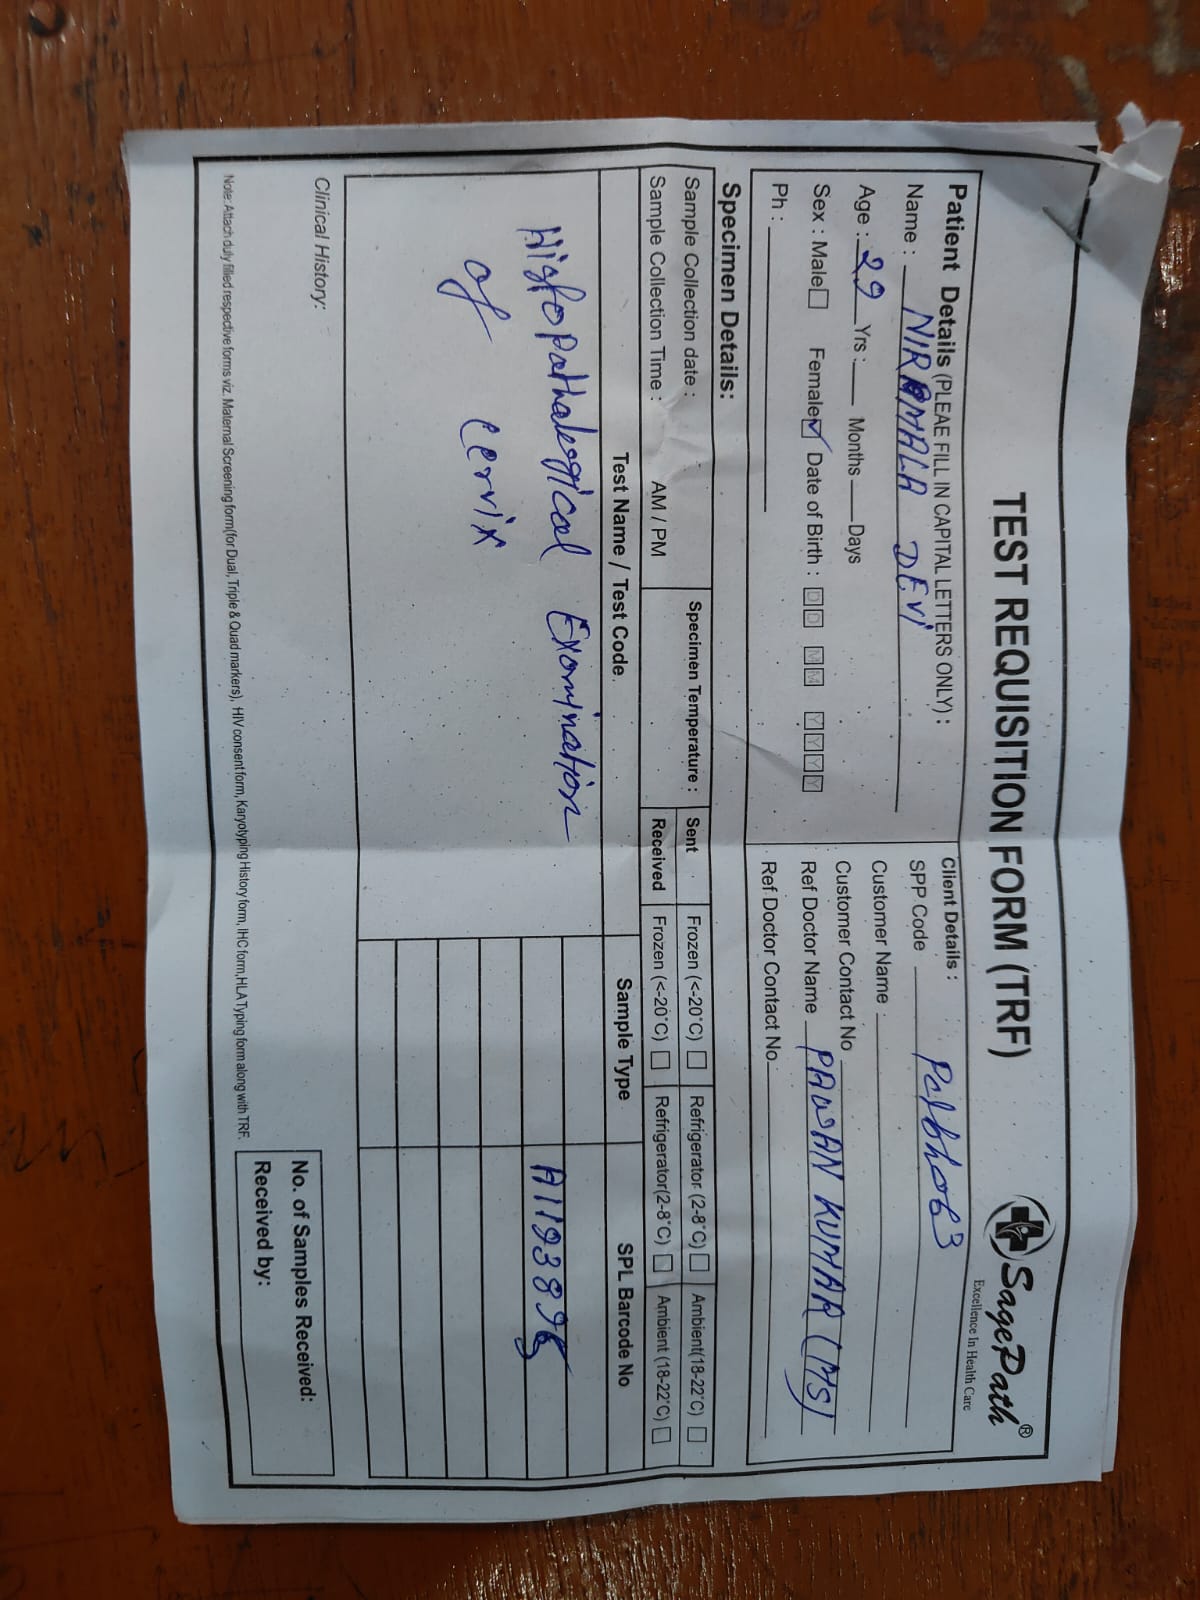 TEST REQUISITION FORM (TRF)
SagePath®
Excellence In Health Care
Patient Details (PLEAE FILL IN CAPITAL LETTERS ONLY) :
Name : NIRAMALA DEVI
Age : 29 Yrs : Months Days
Sex : Male Female Date of Birth : DD MM YYYY
Ph :
Client Details :
SPP Code
Customer Name :
Customer Contact No
Ref Doctor Name PAWAN KUMAR (MS)
Ref Doctor Contact No
Specimen Details:
Sample Collection date :
Sample Collection Time : AM / PM
Specimen Temperature :
Sent Frozen (<-20°C) Refrigerator (2-8°C) Ambient(18-22°C)
Received Frozen (<-20°C) Refrigerator(2-8°C) Ambient (18-22°C)
Test Name / Test Code Sample Type SPL Barcode No
Histopathological Examination
of cervix
Clinical History:
No. of Samples Received:
Received by:
Note: Attach duly filled respective forms viz. Maternal Screening form(for Dual, Triple & Quad markers), HIV consent form, Karyotyping History form, IHC form,HLA Typing form along with TRF.